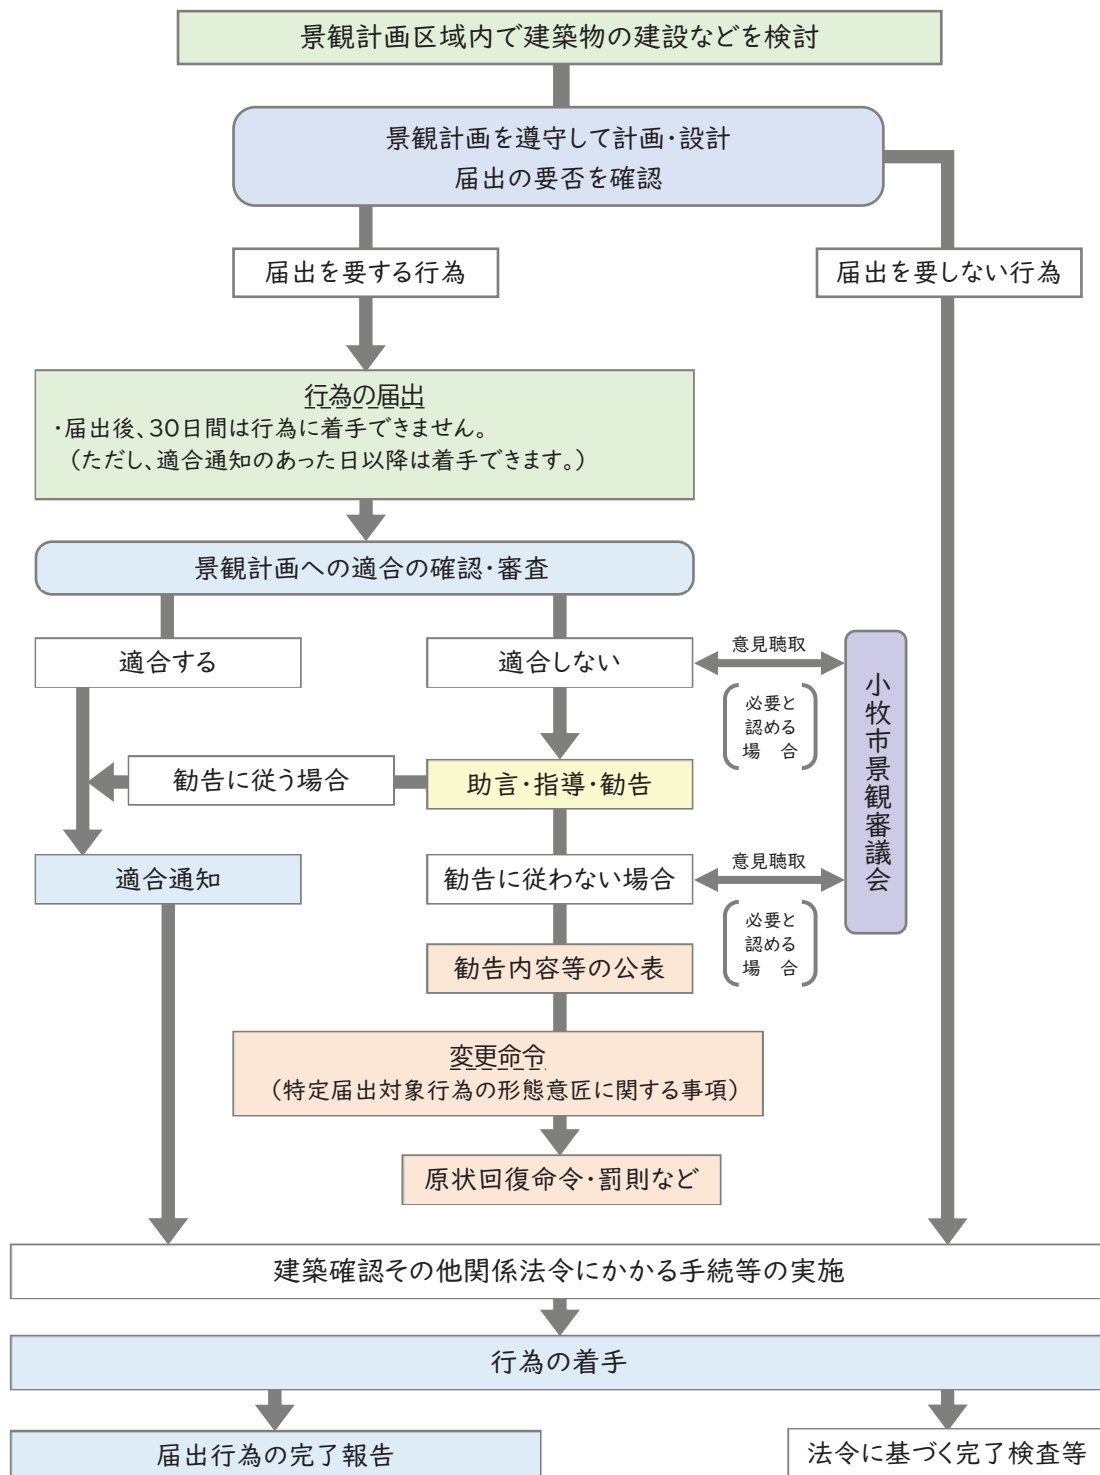 景観計画区域内で建築物の建設などを検討
景観計画を遵守して計画・設計
届出の要否を確認
届出を要する行為
届出を要しない行為
行為の届出
・届出後、30日間は行為に着手できません。
（ただし、適合通知のあった日以降は着手できます。）
景観計画への適合の確認・審査
適合する
適合しない
意見聴取
必要と
認める
場　合
小牧市景観審議会
勧告に従う場合
助言・指導・勧告
適合通知
勧告に従わない場合
意見聴取
必要と
認める
場　合
勧告内容等の公表
変更命令
（特定届出対象行為の形態意匠に関する事項）
原状回復命令・罰則など
建築確認その他関係法令にかかる手続等の実施
行為の着手
届出行為の完了報告
法令に基づく完了検査等